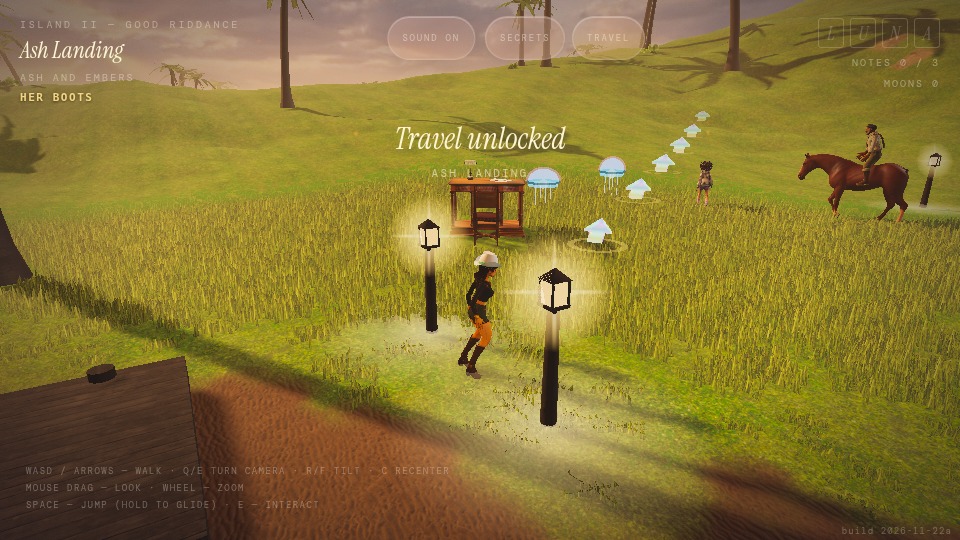 ISLAND II — GOOD RIDDANCE
Ash Landing
ASH AND EMBERS
HER BOOTS
SOUND ON
SECRETS
TRAVEL
L U N A
NOTES 0 / 3
MOONS 0
Travel unlocked
ASH LANDING
WASD / ARROWS — WALK · Q/E TURN CAMERA · R/F TILT · C RECENTER
MOUSE DRAG — LOOK · WHEEL — ZOOM
SPACE — JUMP (HOLD TO GLIDE) · E — INTERACT
build 2026-11-22a